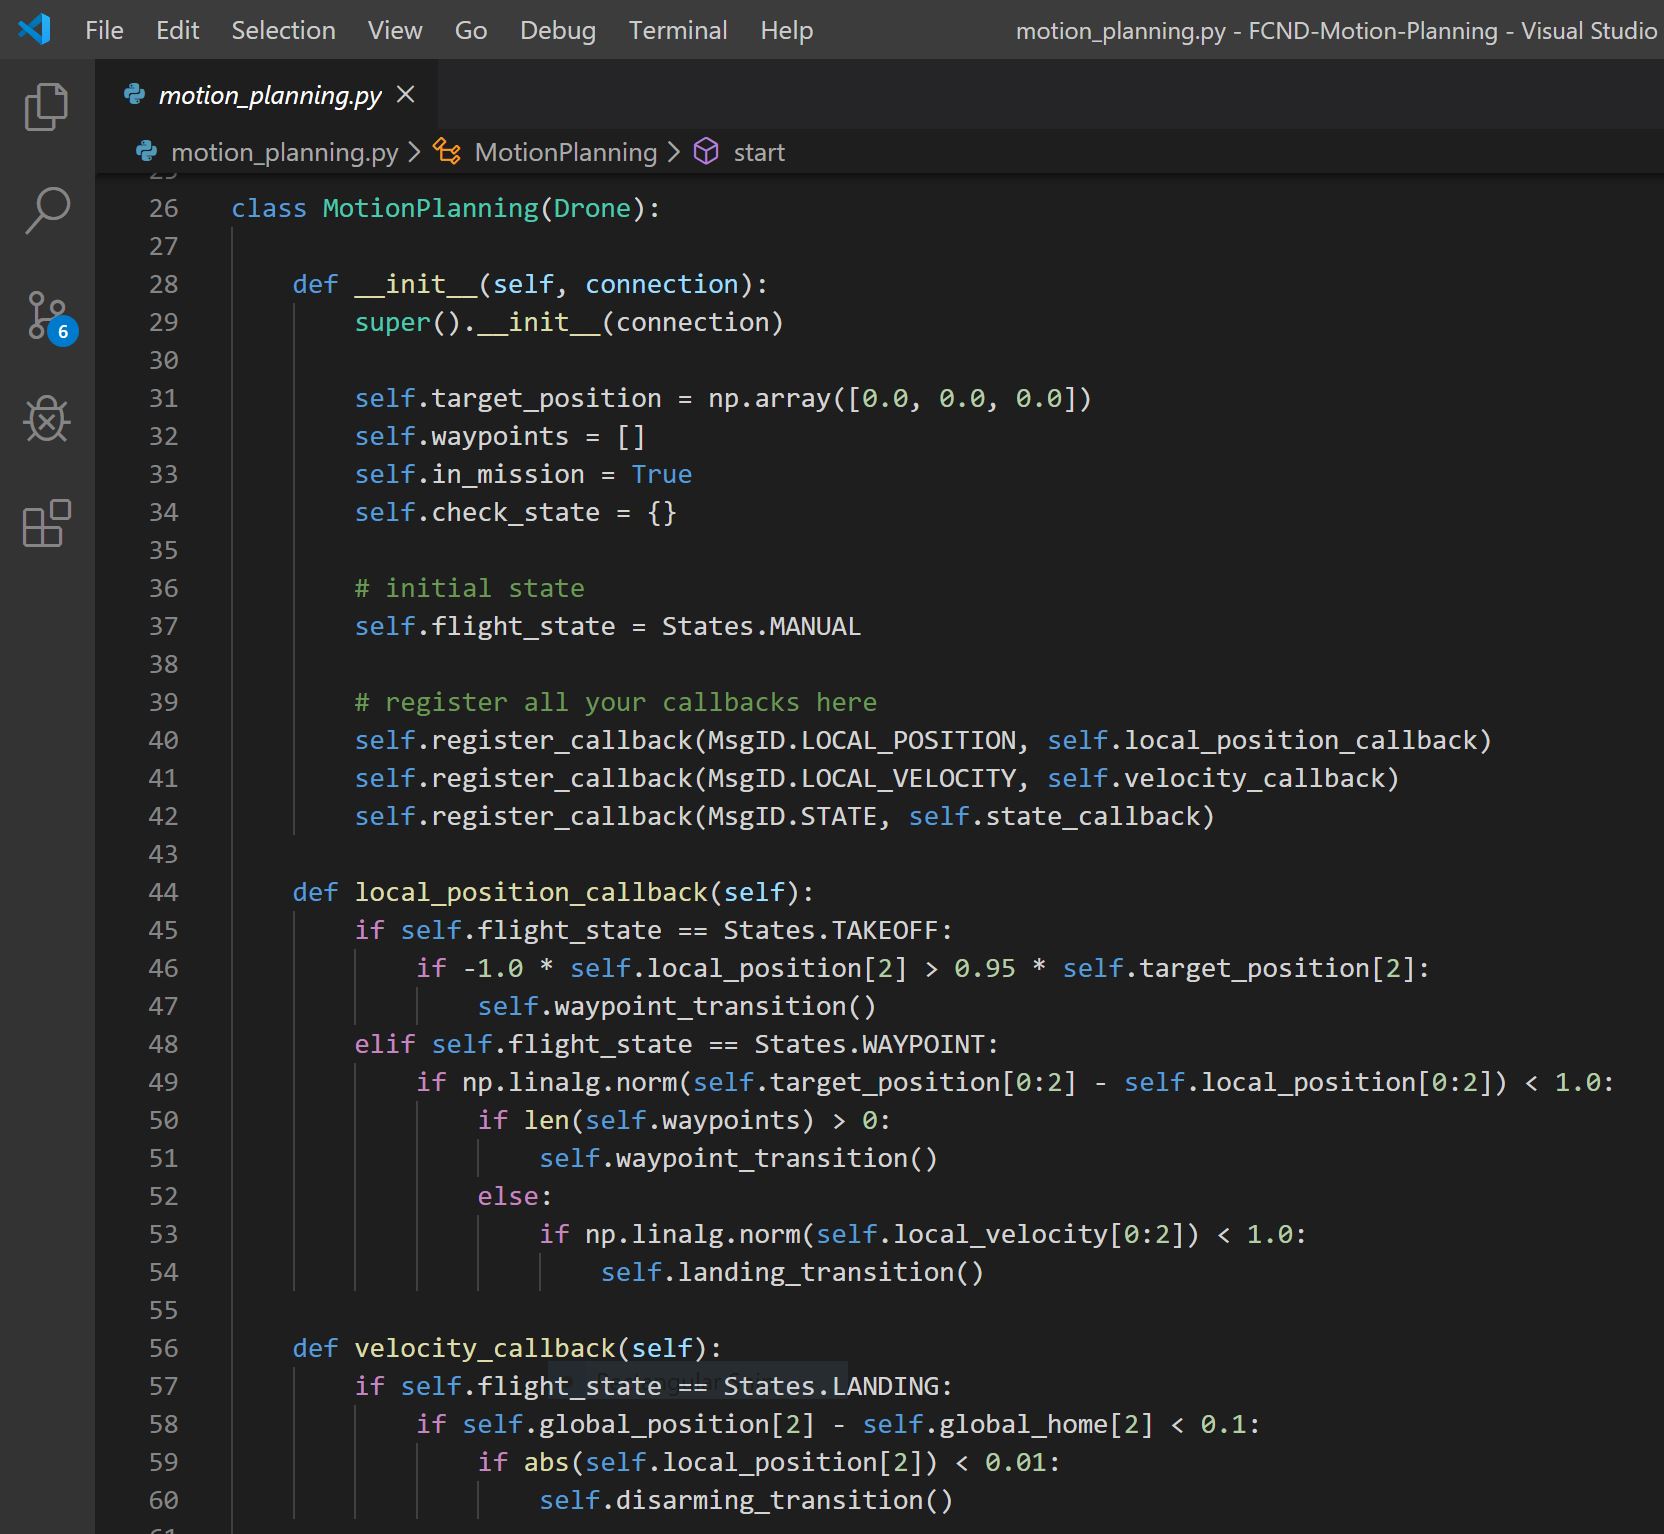 File Edit Selection View Go Debug Terminal Help motion_planning.py - FCND-Motion-Planning - Visual Studio
motion_planning.py
motion_planning.py > MotionPlanning > start
26 class MotionPlanning(Drone):
27
28     def __init__(self, connection):
29         super().__init__(connection)
30
31         self.target_position = np.array([0.0, 0.0, 0.0])
32         self.waypoints = []
33         self.in_mission = True
34         self.check_state = {}
35
36         # initial state
37         self.flight_state = States.MANUAL
38
39         # register all your callbacks here
40         self.register_callback(MsgID.LOCAL_POSITION, self.local_position_callback)
41         self.register_callback(MsgID.LOCAL_VELOCITY, self.velocity_callback)
42         self.register_callback(MsgID.STATE, self.state_callback)
43
44     def local_position_callback(self):
45         if self.flight_state == States.TAKEOFF:
46             if -1.0 * self.local_position[2] > 0.95 * self.target_position[2]:
47                 self.waypoint_transition()
48         elif self.flight_state == States.WAYPOINT:
49             if np.linalg.norm(self.target_position[0:2] - self.local_position[0:2]) < 1.0:
50                 if len(self.waypoints) > 0:
51                     self.waypoint_transition()
52                 else:
53                     if np.linalg.norm(self.local_velocity[0:2]) < 1.0:
54                         self.landing_transition()
55
56     def velocity_callback(self):
57         if self.flight_state == States.LANDING:
58             if self.global_position[2] - self.global_home[2] < 0.1:
59                 if abs(self.local_position[2]) < 0.01:
60                     self.disarming_transition()
6